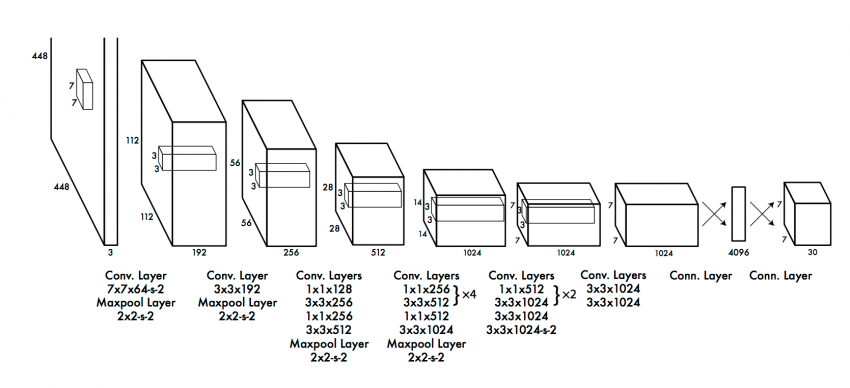 448
7
7
448
3
112
3
3
112
192
56
3
3
56
256
28
3
3
28
512
14
3
3
14
1024
7
3
3
7
1024
7
7
1024
4096
7
7
30
Conv. Layer
7x7x64-s-2
Maxpool Layer
2x2-s-2
Conv. Layer
3x3x192
Maxpool Layer
2x2-s-2
Conv. Layers
1x1x128
3x3x256
1x1x256
3x3x512
Maxpool Layer
2x2-s-2
Conv. Layers
1x1x256
3x3x512
}×4
1x1x512
3x3x1024
Maxpool Layer
2x2-s-2
Conv. Layers
1x1x512
3x3x1024
}×2
3x3x1024
3x3x1024-s-2
Conv. Layers
3x3x1024
3x3x1024
Conn. Layer
Conn. Layer